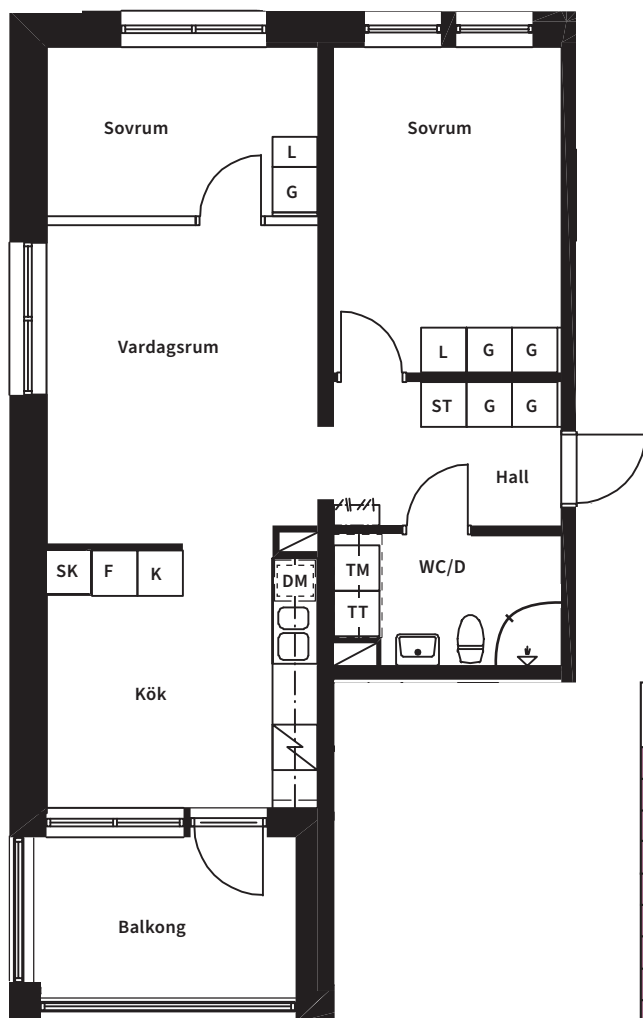 Sovrum
Sovrum
L
G
Vardagsrum
L G G
ST G G
Hall
SK F K
DM
TM
WC/D
TT
Kök
Balkong